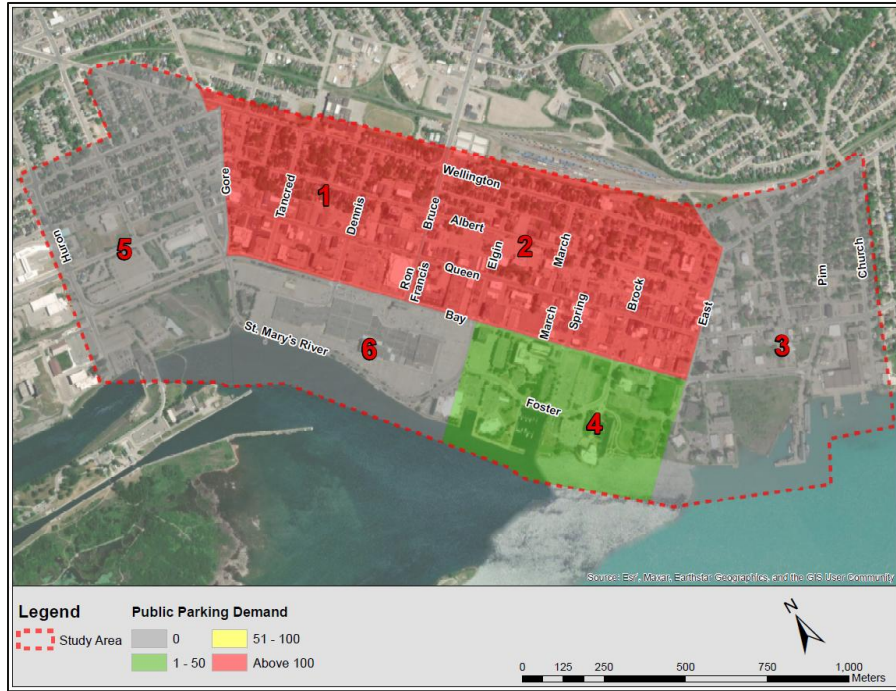 Wellington
Gore
Tancred
1
Dennis
Bruce
Albert
2
March
Elgin
Huron
5
Ron
Francis
Queen
Brock
Pim
Church
Bay
March
Spring
East
St. Mary's River
6
3
Foster
4
Source: Esri, Maxar, Earthstar Geographics, and the GIS User Community
Legend
Study Area
Public Parking Demand
0
51 - 100
1 - 50
Above 100
N
0 125 250 500 750 1,000
Meters